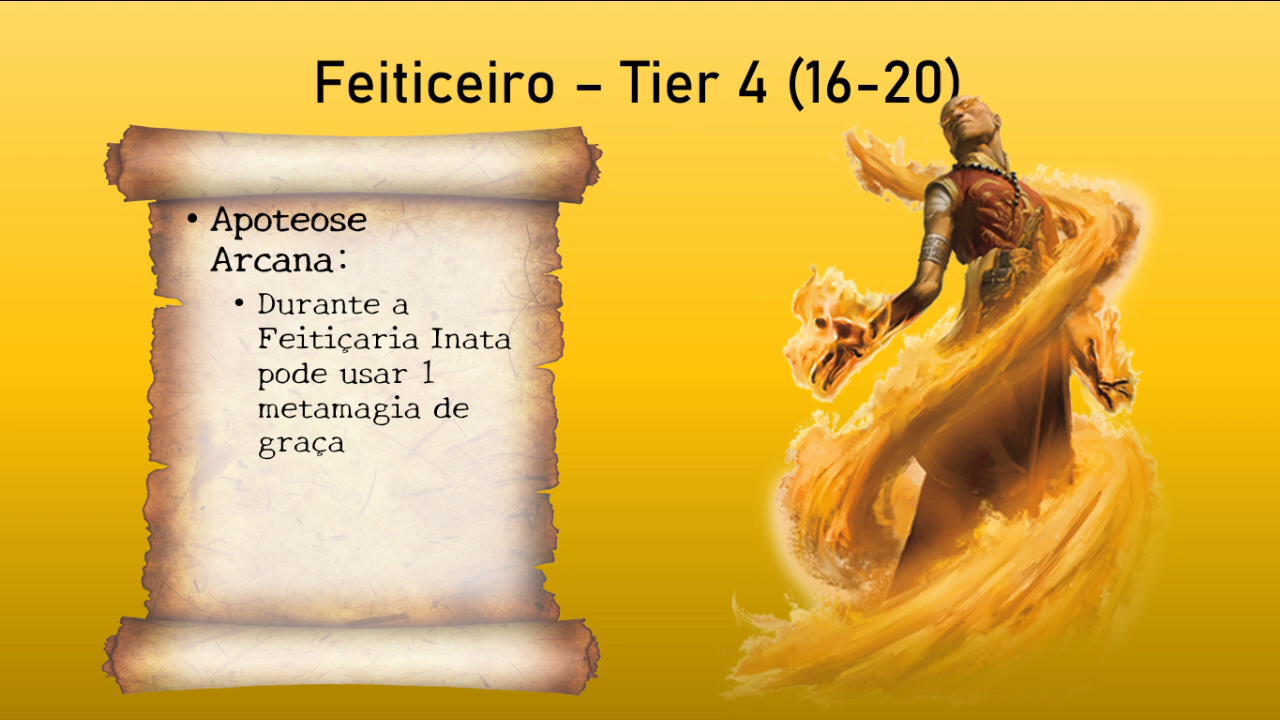 Feiticeiro – Tier 4 (16-20)
• Apoteose
Arcana:
• Durante a
Feitiçaria Inata
pode usar 1
metamagia de
graça